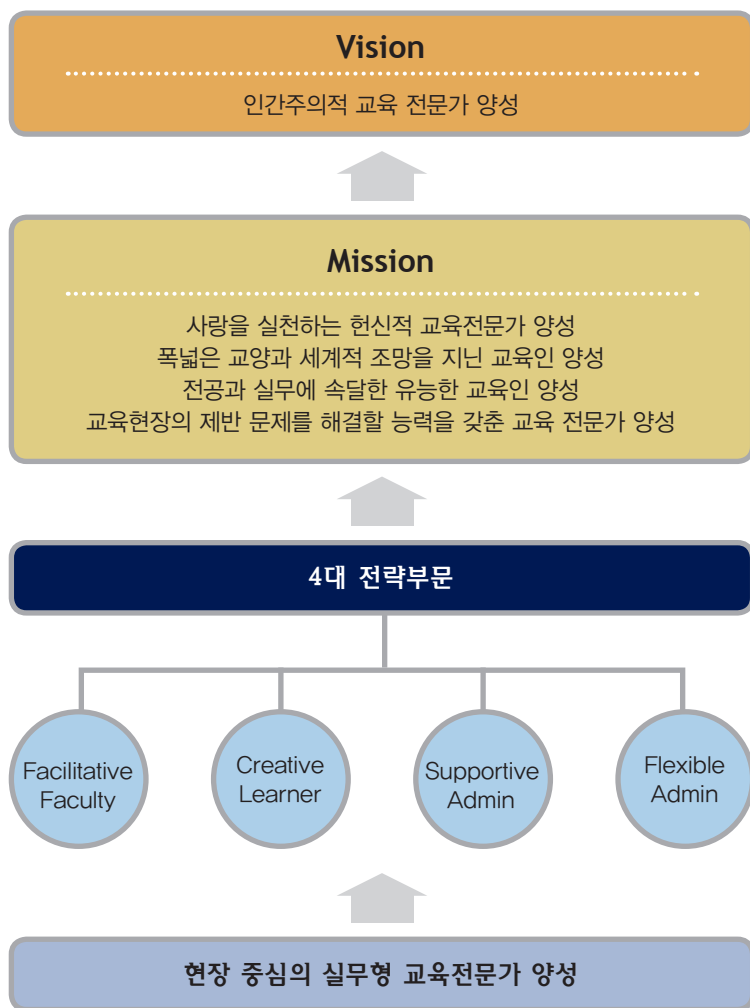 Vision
인간주의적 교육 전문가 양성
Mission
사랑을 실천하는 헌신적 교육전문가 양성
폭넓은 교양과 세계적 조망을 지닌 교육인 양성
전공과 실무에 숙달한 유능한 교육인 양성
교육현장의 제반 문제를 해결할 능력을 갖춘 교육 전문가 양성
4대 전략부문
Facilitative
Faculty
Creative
Learner
Supportive
Admin
Flexible
Admin
현장 중심의 실무형 교육전문가 양성